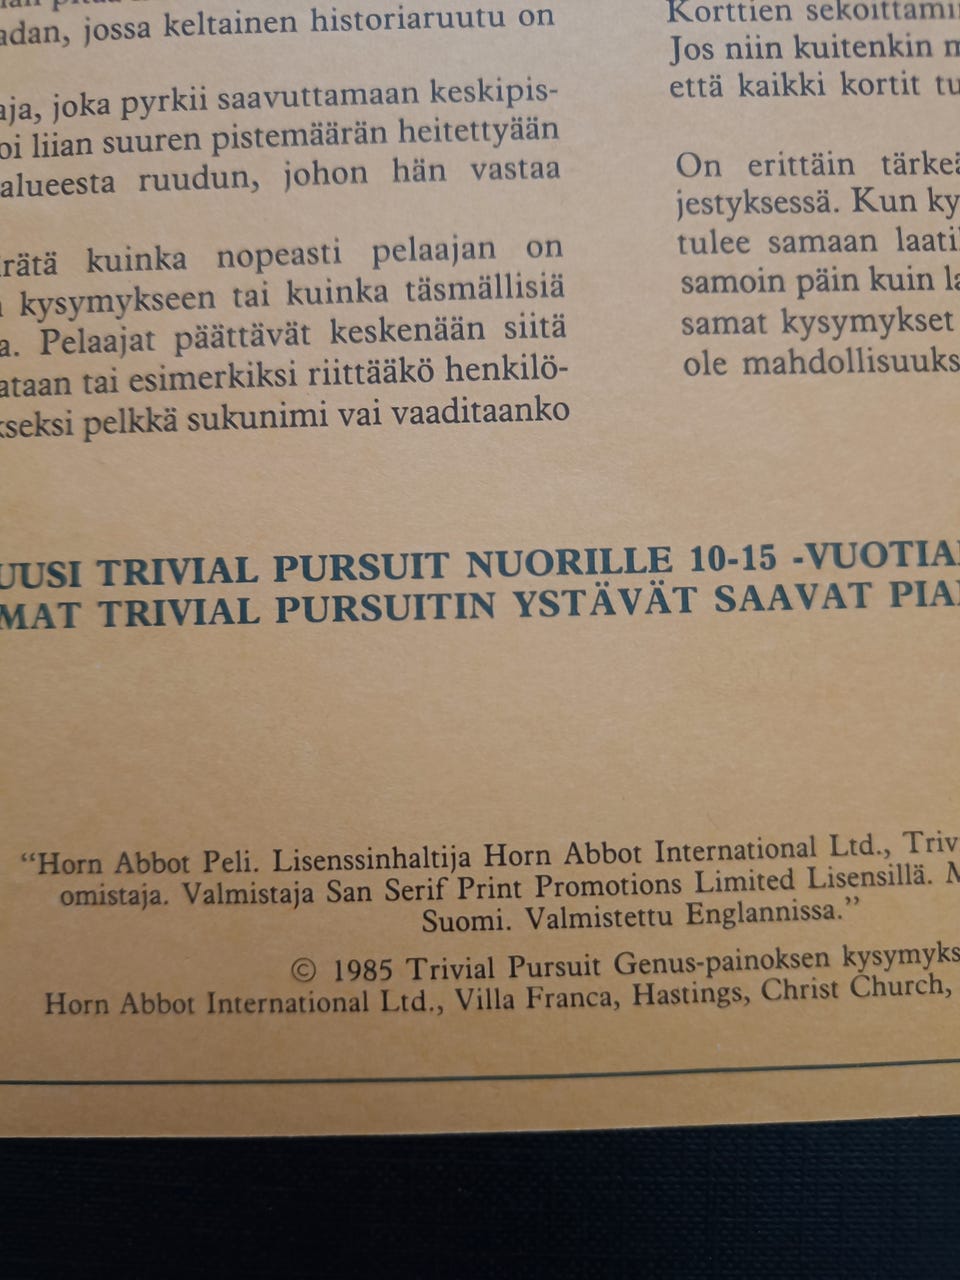 jossa keltainen historiaruutu on
joka pyrkii saavuttamaan keskipis-
liian suuren pistemäärän heitettyään
alueesta ruudun, johon hän vastaa
kuinka nopeasti pelaajan on
kysymykseen tai kuinka täsmällisiä
Pelaajat päättävät keskenään siitä
tai esimerkiksi riittääkö henkilö-
pelkkä sukunimi vai vaaditaanko
Korttien
Jos niin kuitenkin
että kaikki kortit
On erittäin
jestyksessä. Kun
tulee samaan
samoin päin kuin
samat kysymykset
ole
UUSI TRIVIAL PURSUIT NUORILLE 10-15
TRIVIAL PURSUITIN YSTÄVÄT SAAVAT
“Horn Abbot Peli. Lisenssinhaltija Horn Abbot International Ltd.,
omistaja. Valmistaja San Serif Print Promotions Limited Lisensillä.
Suomi. Valmistettu Englannissa.”
© 1985 Trivial Pursuit Genus-painoksen
Horn Abbot International Ltd., Villa Franca, Hastings, Christ Church,